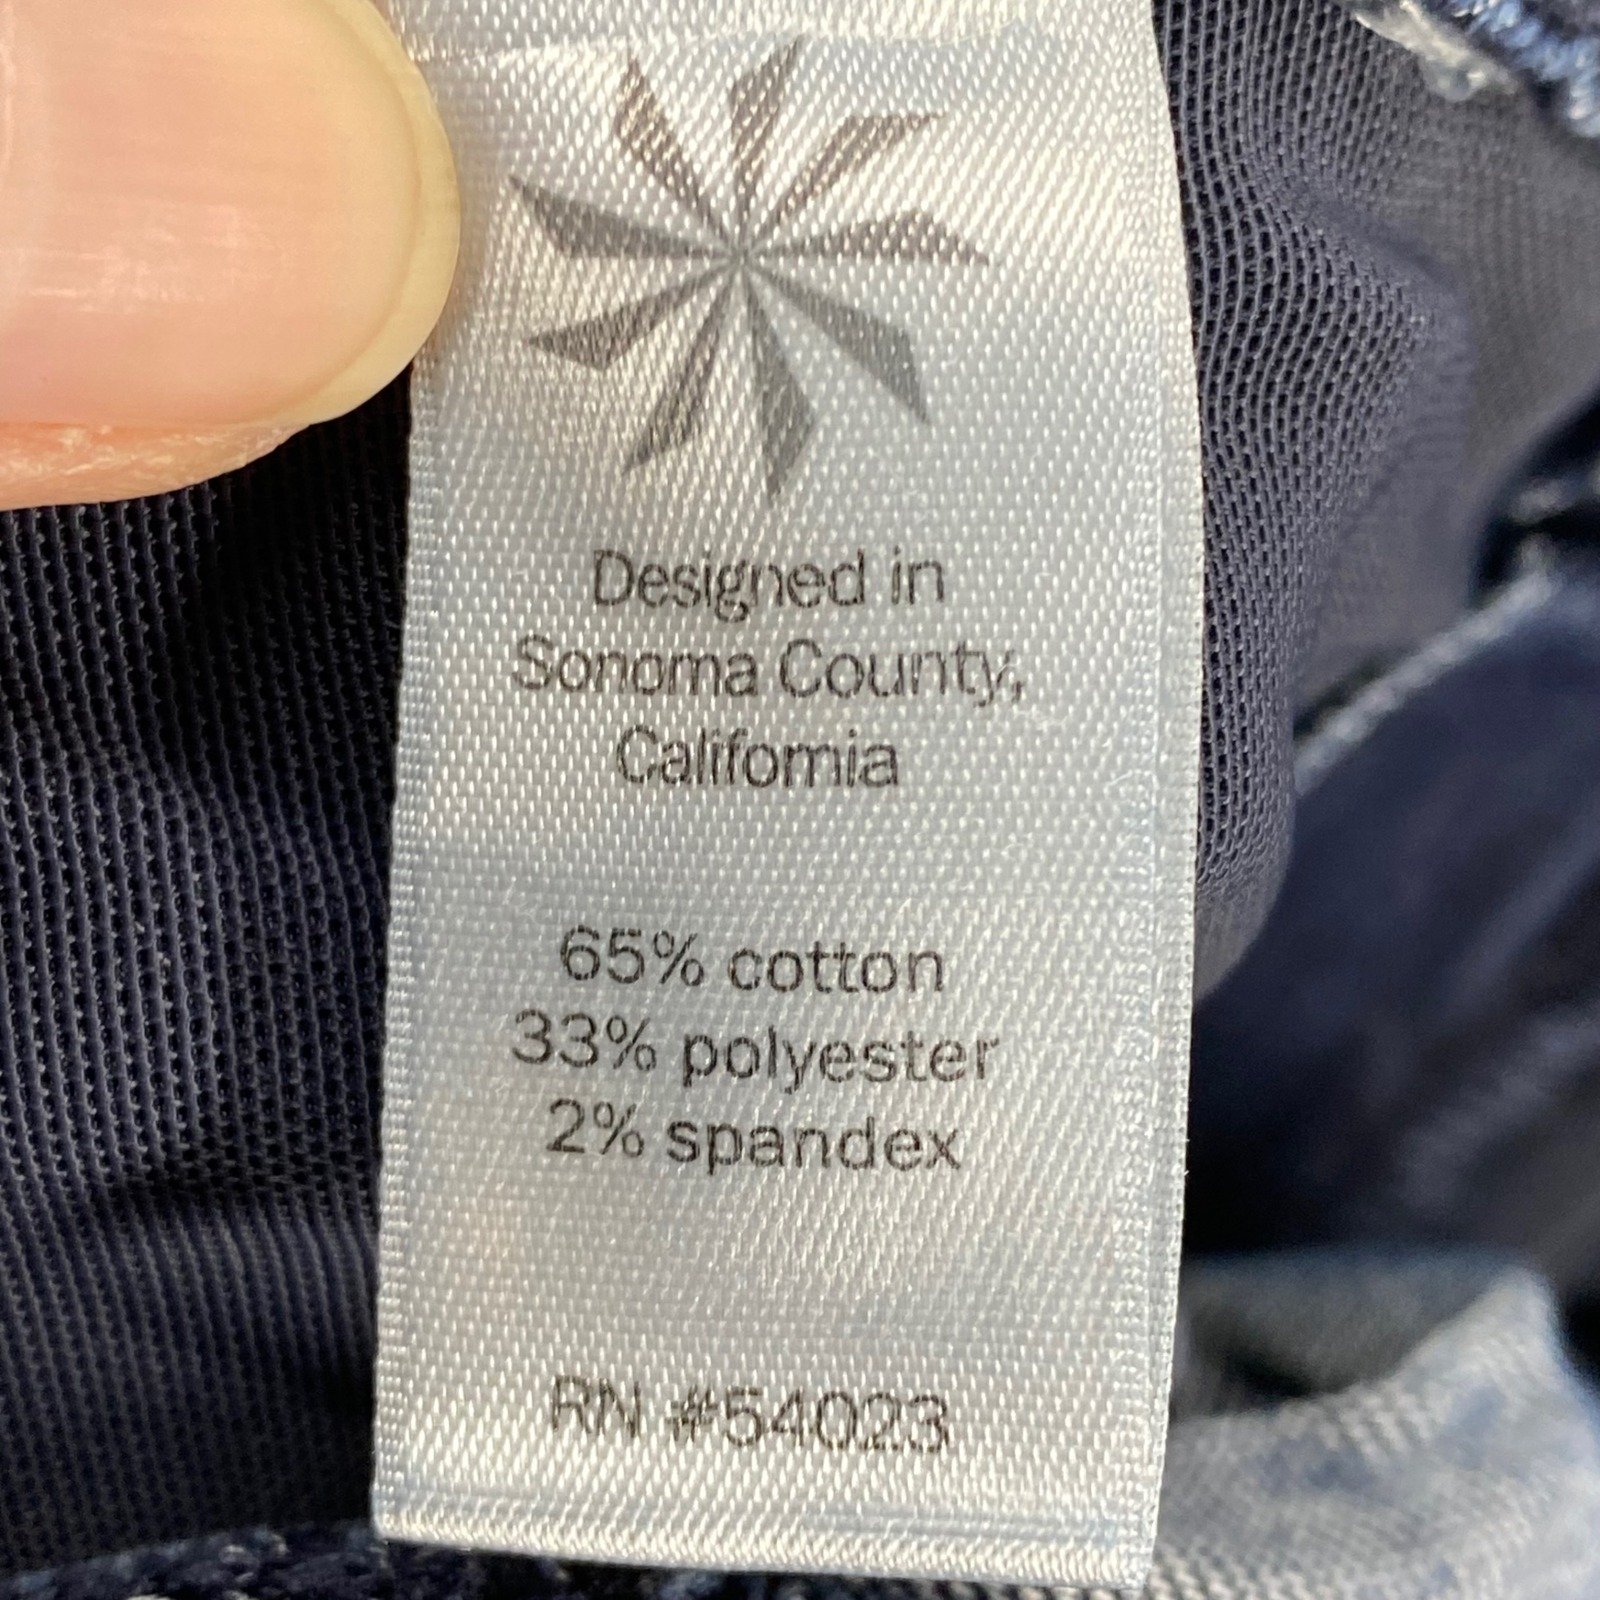 Designed in
Sonoma County,
California
65% cotton
33% polyester
2% spandex
RN #54023